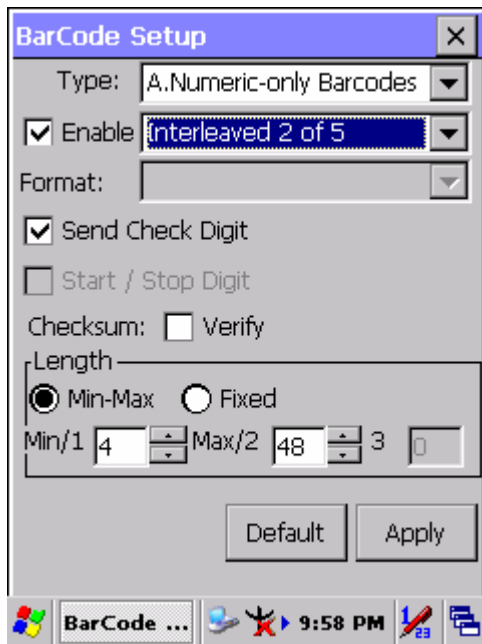 BarCode Setup
Type: A.Numeric-only Barcodes
Enable Interleaved 2 of 5
Format:
Send Check Digit
Start / Stop Digit
Checksum: Verify
Length
Min-Max Fixed
Min/1 4 Max/2 48 3 0
Default Apply
BarCode ... 9:58 PM 1 23